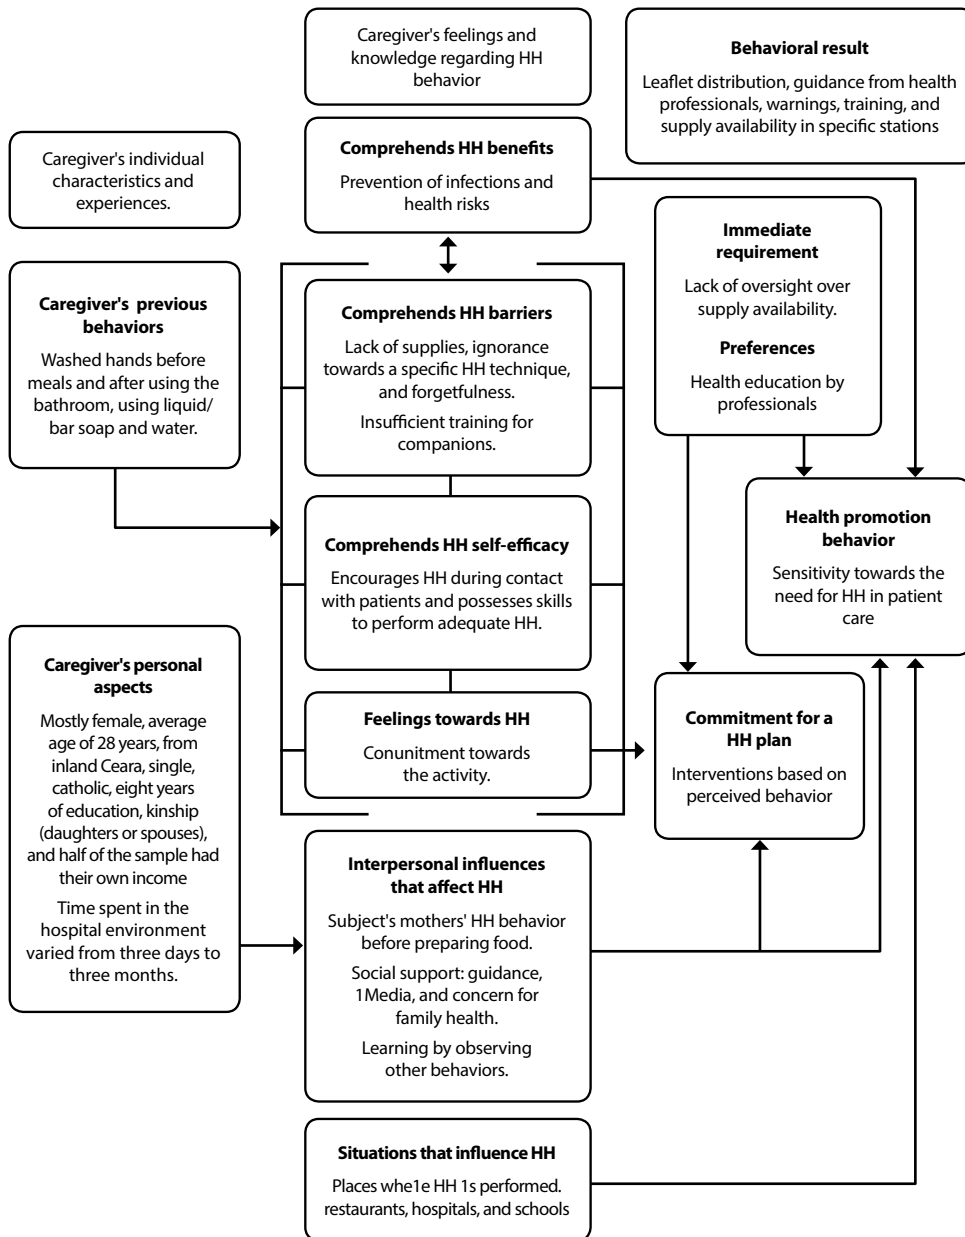 Caregiver's feelings and
knowledge regarding HH
behavior
Behavioral result
Leaflet distribution, guidance from health
professionals, warnings, training, and
supply availability in specific stations
Caregiver's individual
characteristics and
experiences.
Comprehends HH benefits
Prevention of infections and
health risks
Immediate
requirement
Lack of oversight over
supply availability.
Preferences
Health education by
professionals
Caregiver's previous
behaviors
Washed hands before
meals and after using the
bathroom, using liquid/
bar soap and water.
Comprehends HH barriers
Lack of supplies, ignorance
towards a specific HH technique,
and forgetfulness.
Insufficient training for
companions.
Health promotion
behavior
Sensitivity towards the
need for HH in patient
care
Comprehends HH self-efficacy
Encourages HH during contact
with patients and possesses skills
to perform adequate HH.
Caregiver's personal
aspects
Mostly female, average
age of 28 years, from
inland Ceara, single,
catholic, eight years
of education, kinship
(daughters or spouses),
and half of the sample had
their own income
Time spent in the
hospital environment
varied from three days to
three months.
Feelings towards HH
Conunitment towards
the activity.
Commitment for a
HH plan
Interventions based on
perceived behavior
Interpersonal influences
that affect HH
Subject's mothers' HH behavior
before preparing food.
Social support: guidance,
1Media, and concern for
family health.
Learning by observing
other behaviors.
Situations that influence HH
Places whe1e HH 1s performed.
restaurants, hospitals, and schools